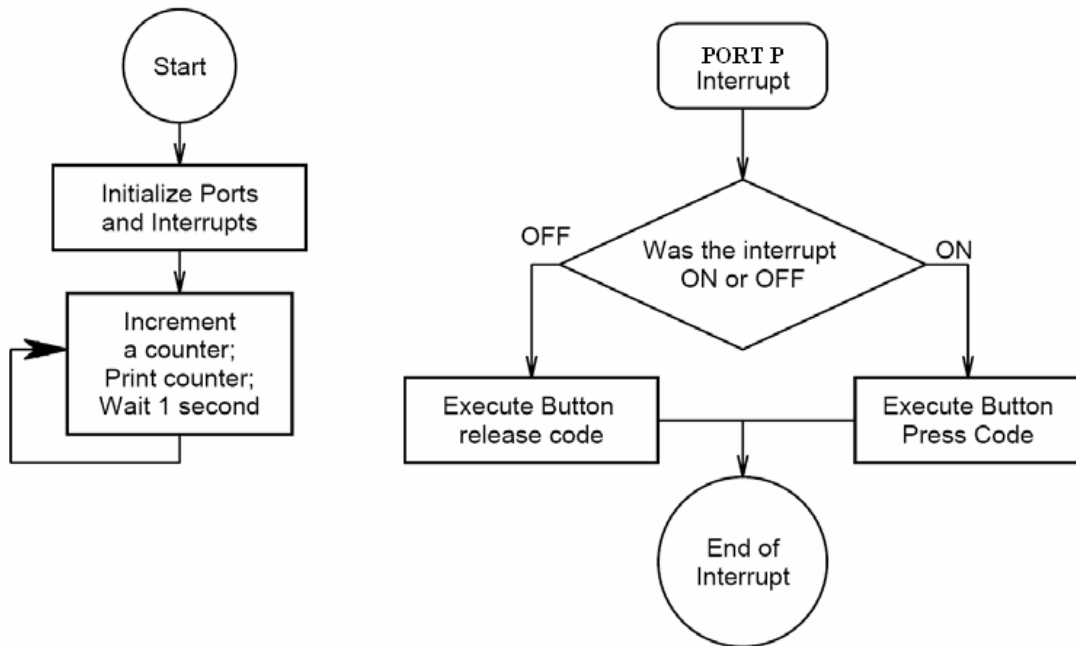 Start
Initialize Ports
and Interrupts
Increment
a counter;
Print counter;
Wait 1 second
PORT P
Interrupt
Was the interrupt
ON or OFF
OFF
ON
Execute Button
release code
Execute Button
Press Code
End of
Interrupt